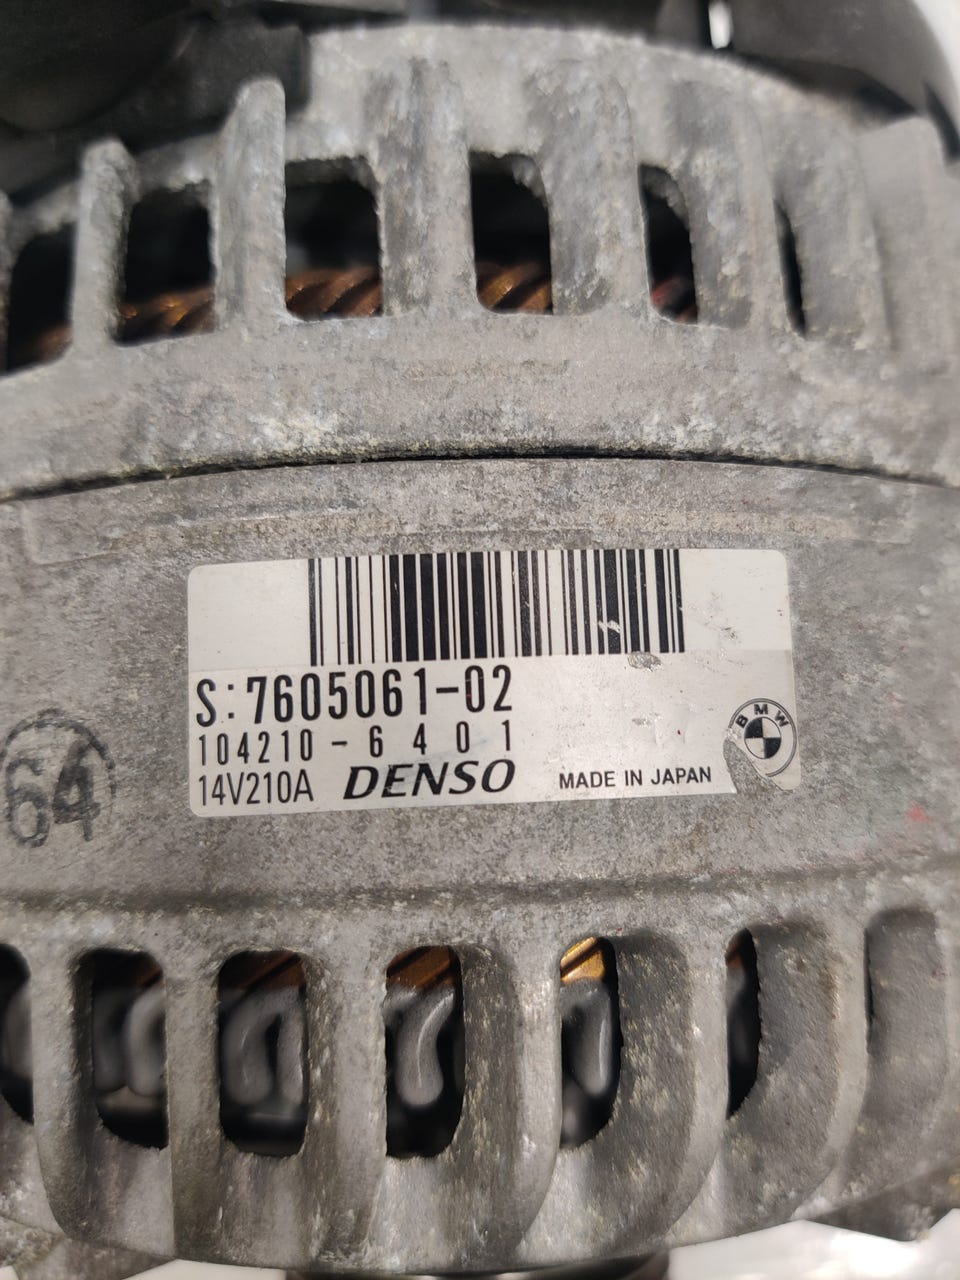 S:7605061-02
104210-6401
14V210A DENSO MADE IN JAPAN
BMW
64